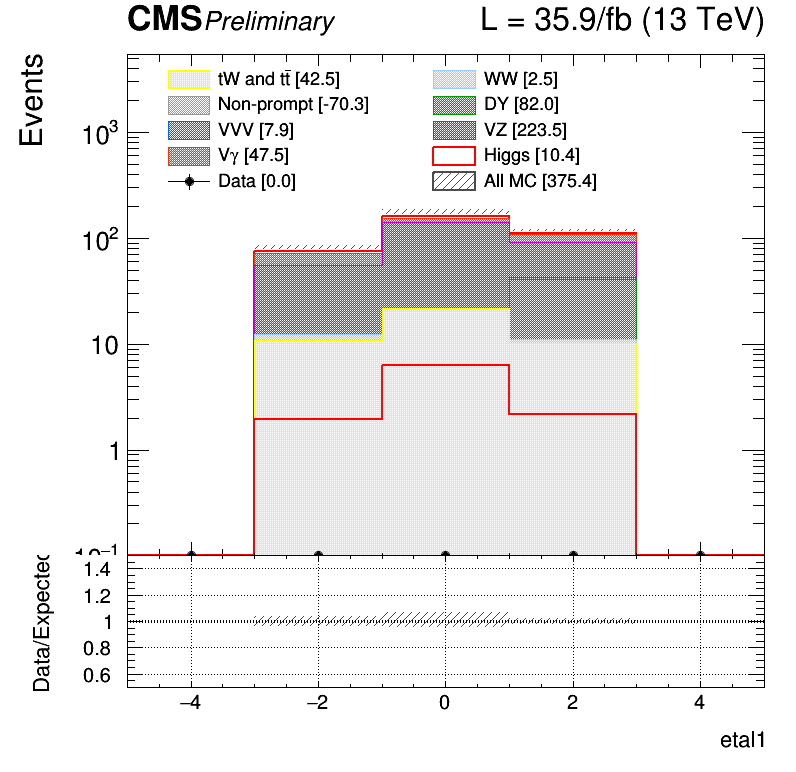 CMS Preliminary L = 35.9/fb (13 TeV)
Events
tW and tt̄ [42.5] WW [2.5]
Non-prompt [-70.3] DY [82.0]
VVV [7.9] VZ [223.5]
Vγ [47.5] Higgs [10.4]
Data [0.0] All MC [375.4]
10³
10²
10
1
Data/Expected
1.4
1.2
1
0.8
0.6
−4 −2 0 2 4
etal1